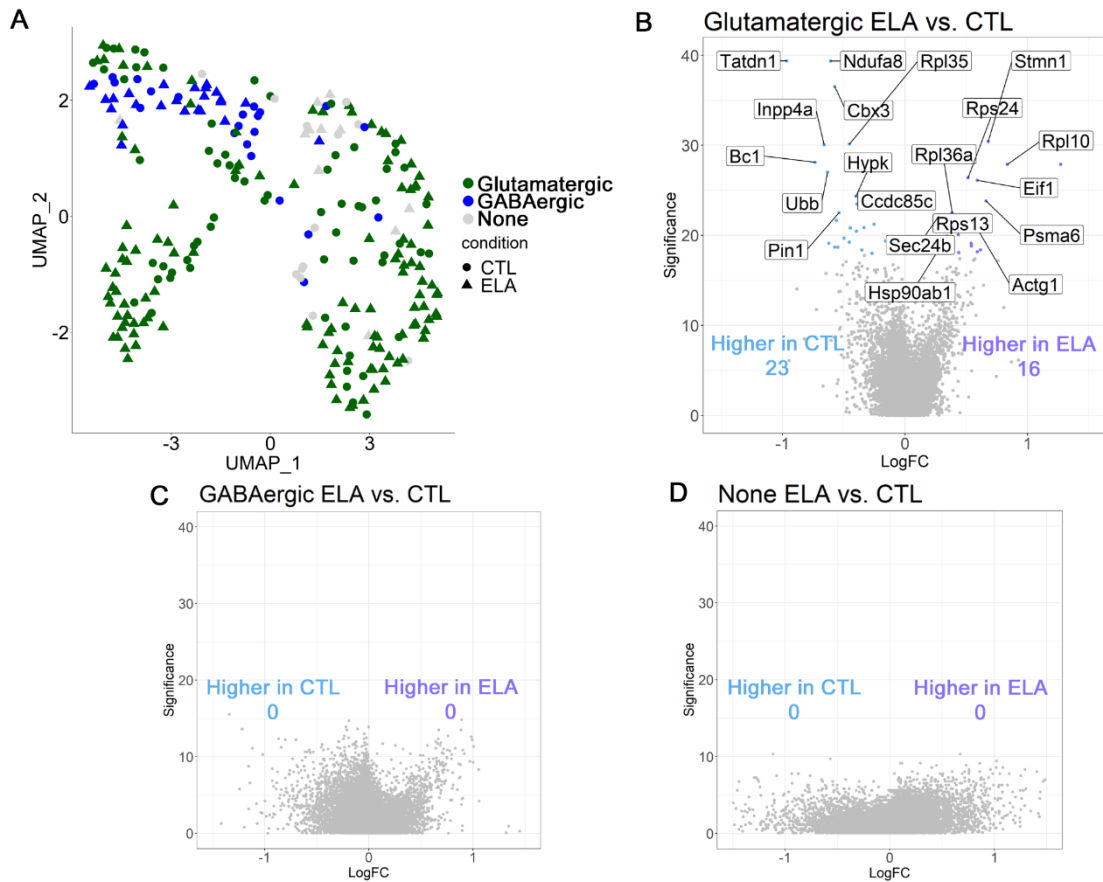 A
2
0
-2
UMAP_2
-3
0
3
UMAP_1
Glutamatergic
GABAergic
None
condition
CTL
ELA
B
Glutamatergic ELA vs. CTL
40
30
20
10
0
Significance
Tatdn1
Ndufa8
Rpl35
Stmn1
Inpp4a
Cbx3
Rps24
Rpl10
Bc1
Hypk
Rpl36a
Eif1
Ubb
Ccdc85c
Rps13
Psma6
Pin1
Sec24b
Actg1
Hsp90ab1
Higher in CTL
23
Higher in ELA
16
-1
0
1
LogFC
C
GABAergic ELA vs. CTL
40
30
20
10
0
Significance
Higher in CTL
0
Higher in ELA
0
-1
0
1
LogFC
D
None ELA vs. CTL
40
30
20
10
0
Significance
Higher in CTL
0
Higher in ELA
0
-1
0
1
LogFC